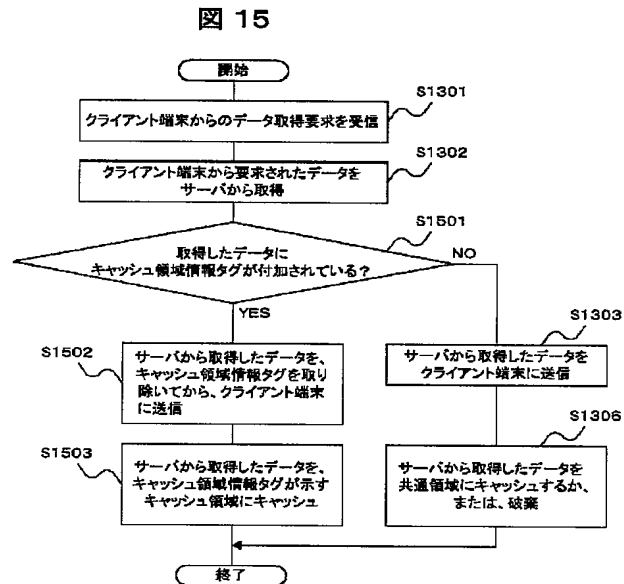 図 15
開始
S1301
クライアント端末からのデータ取得要求を受信
S1302
クライアント端末から要求されたデータを
サーバから取得
S1501
取得したデータに
キャッシュ領域情報タグが付加されている?
NO
YES
S1502
サーバから取得したデータを、
キャッシュ領域情報タグを取り
除いてから、クライアント端末
に送信
S1303
サーバから取得したデータを
クライアント端末に送信
S1503
サーバから取得したデータを、
キャッシュ領域情報タグが示す
キャッシュ領域にキャッシュ
S1306
サーバから取得したデータを
共通領域にキャッシュするか、
または、破棄
終了